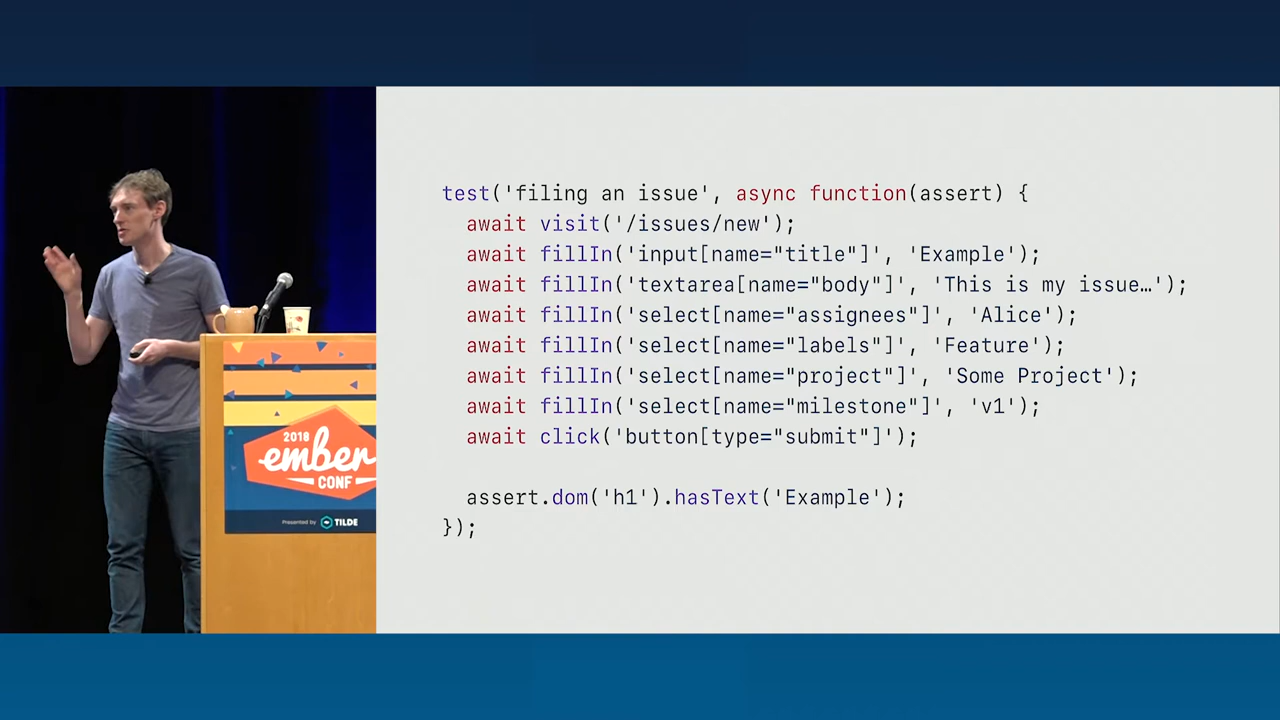 2018
ember
CONF
Presented by TILDE
test('filing an issue', async function(assert) {
  await visit('/issues/new');
  await fillIn('input[name="title"]', 'Example');
  await fillIn('textarea[name="body"]', 'This is my issue…');
  await fillIn('select[name="assignees"]', 'Alice');
  await fillIn('select[name="labels"]', 'Feature');
  await fillIn('select[name="project"]', 'Some Project');
  await fillIn('select[name="milestone"]', 'v1');
  await click('button[type="submit"]');
  assert.dom('h1').hasText('Example');
});